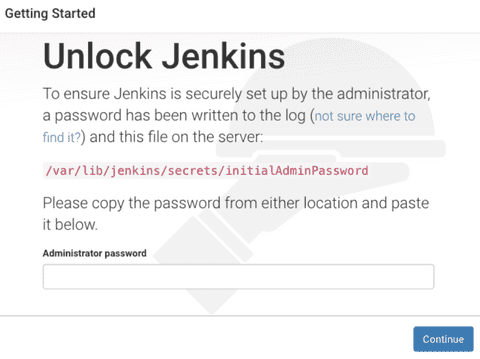 Getting Started
Unlock Jenkins
To ensure Jenkins is securely set up by the administrator,
a password has been written to the log (not sure where to
find it?) and this file on the server:
/var/lib/jenkins/secrets/initialAdminPassword
Please copy the password from either location and paste
it below.
Administrator password
Continue